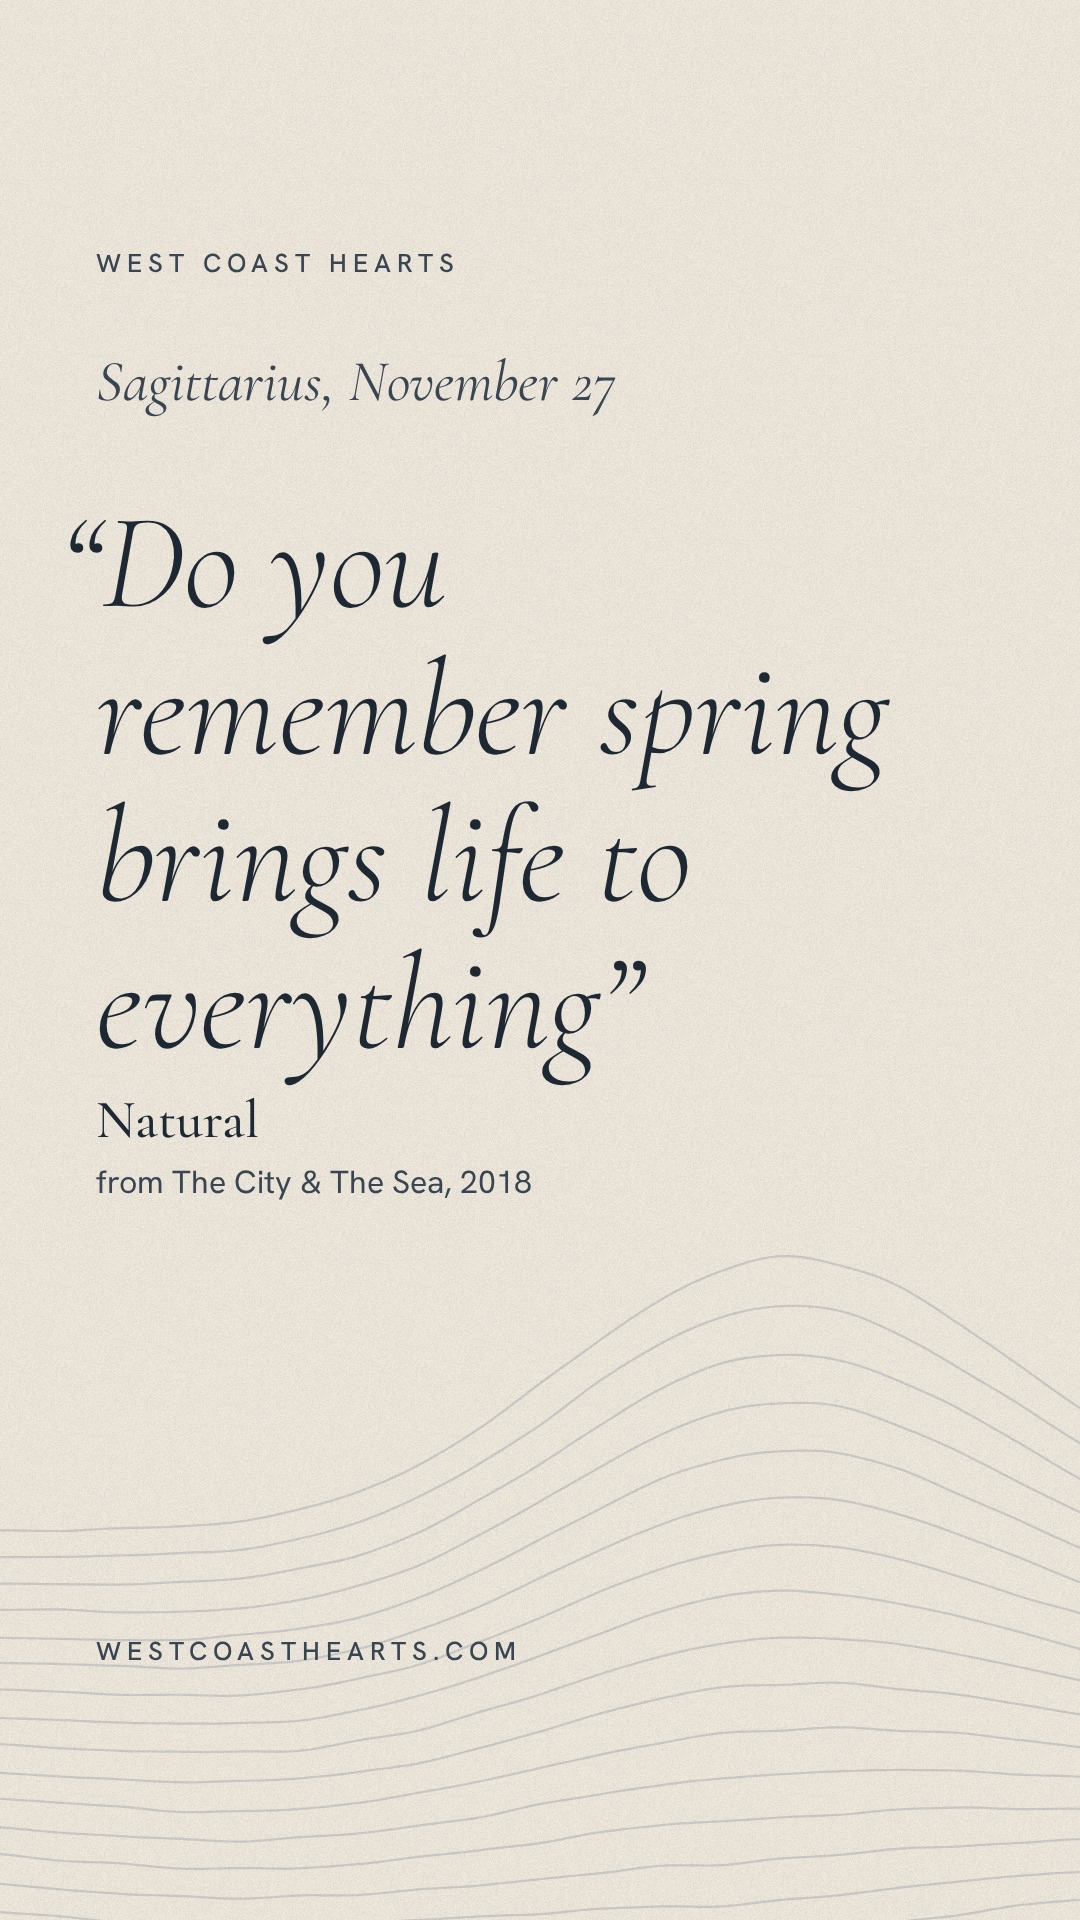 WEST COAST HEARTS
Sagittarius, November 27
“Do you
remember spring
brings life to
everything”
Natural
from The City & The Sea, 2018
WESTCOASTHEARTS.COM